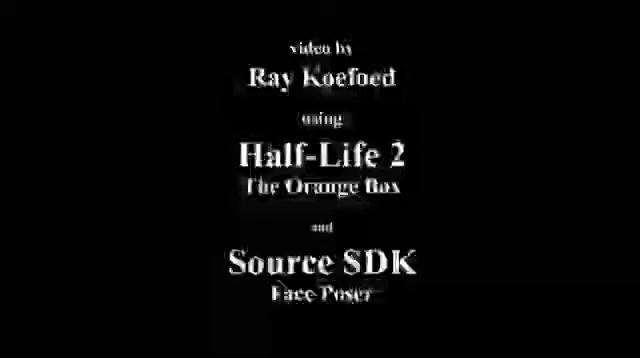 video by
Ray Koefoed
using
Half-Life 2
The Orange Box
and
Source SDK
Face Poser